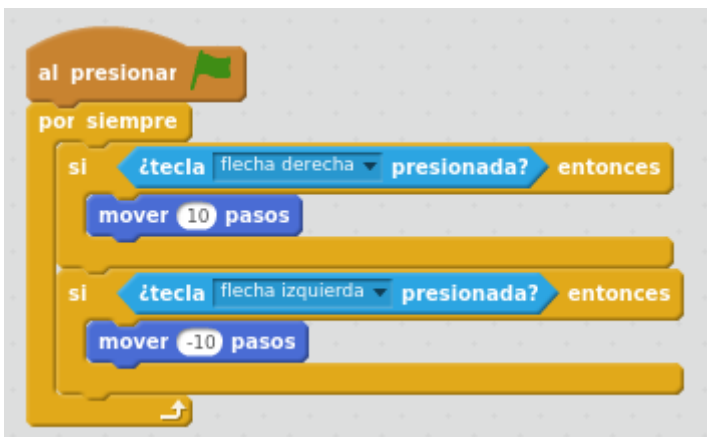 al presionar
por siempre
si ¿tecla flecha derecha presionada? entonces
mover 10 pasos
si ¿tecla flecha izquierda presionada? entonces
mover -10 pasos